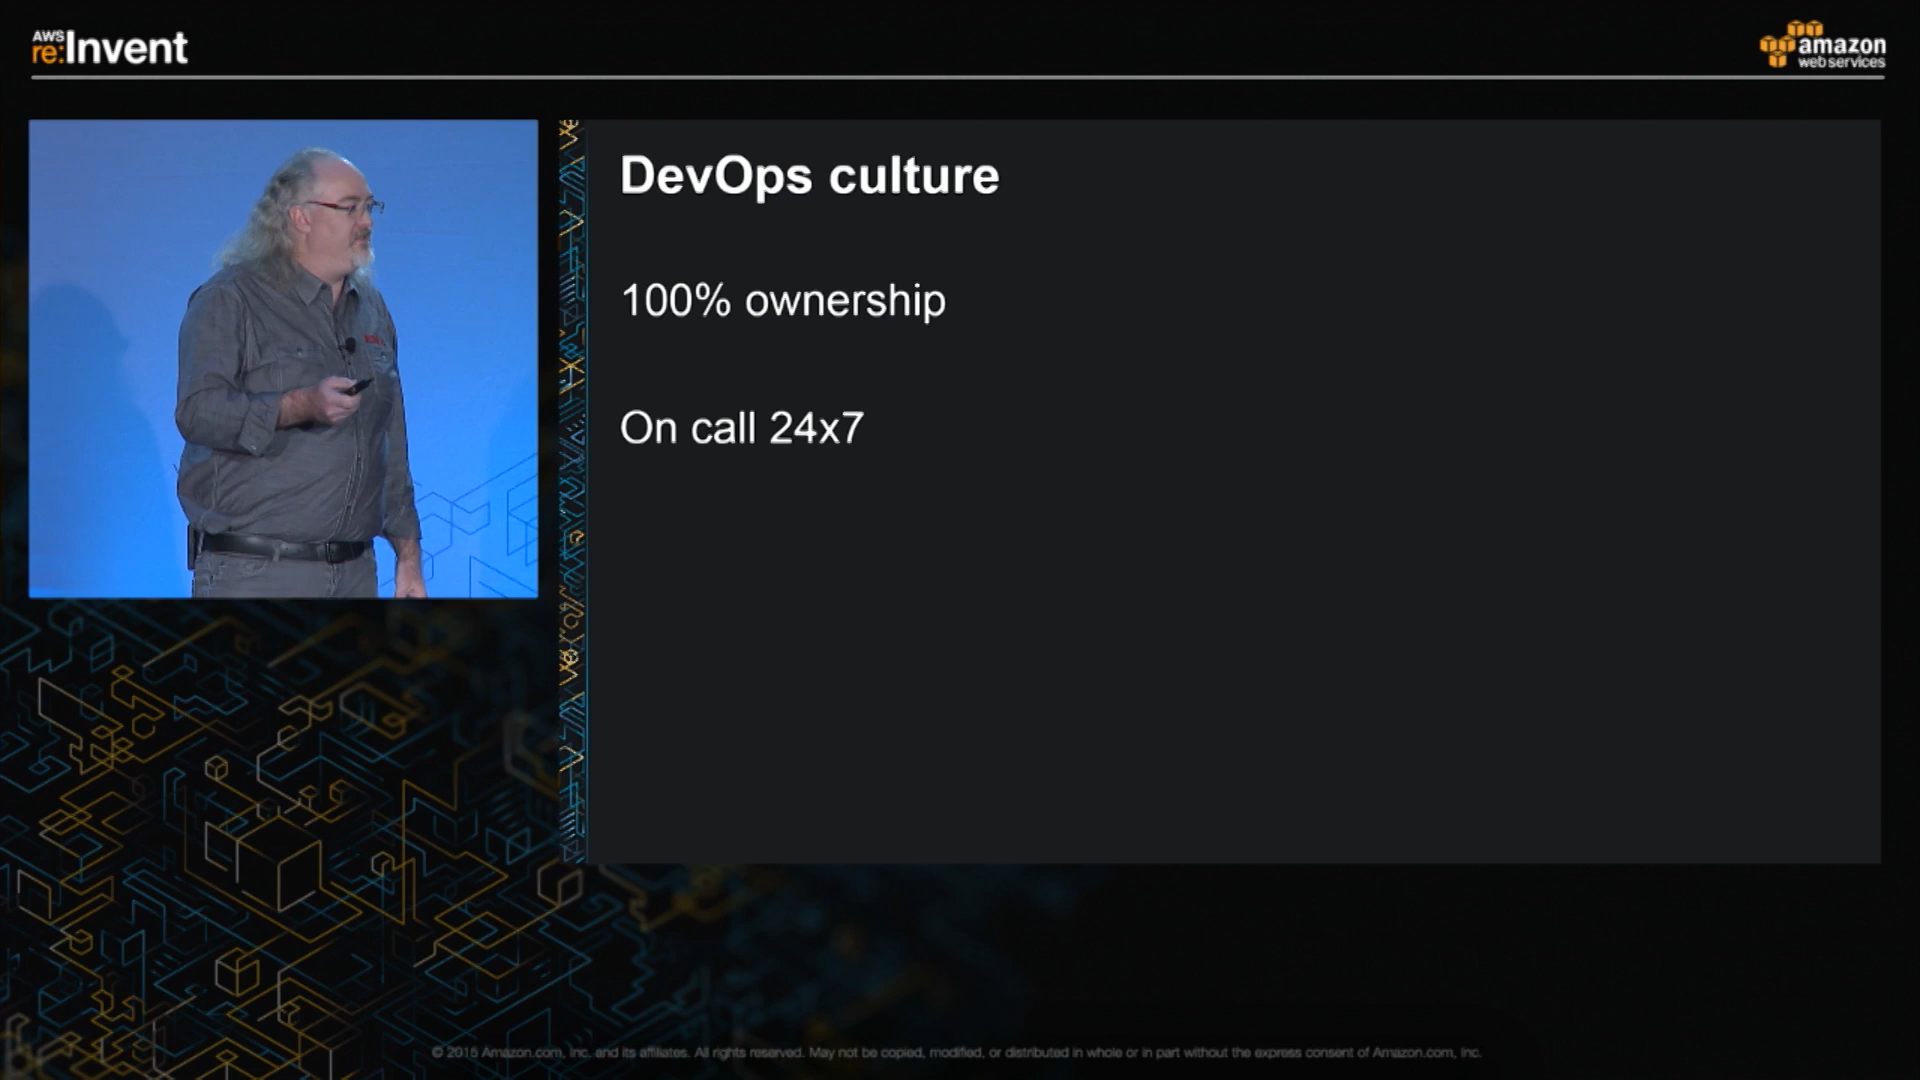 AWS
re:Invent
amazon
webservices
DevOps culture
100% ownership
On call 24x7
© 2015 Amazon.com, Inc. and its affiliates. All rights reserved. May not be copied, modified, or distributed in whole or in part without the express consent of Amazon.com, Inc.